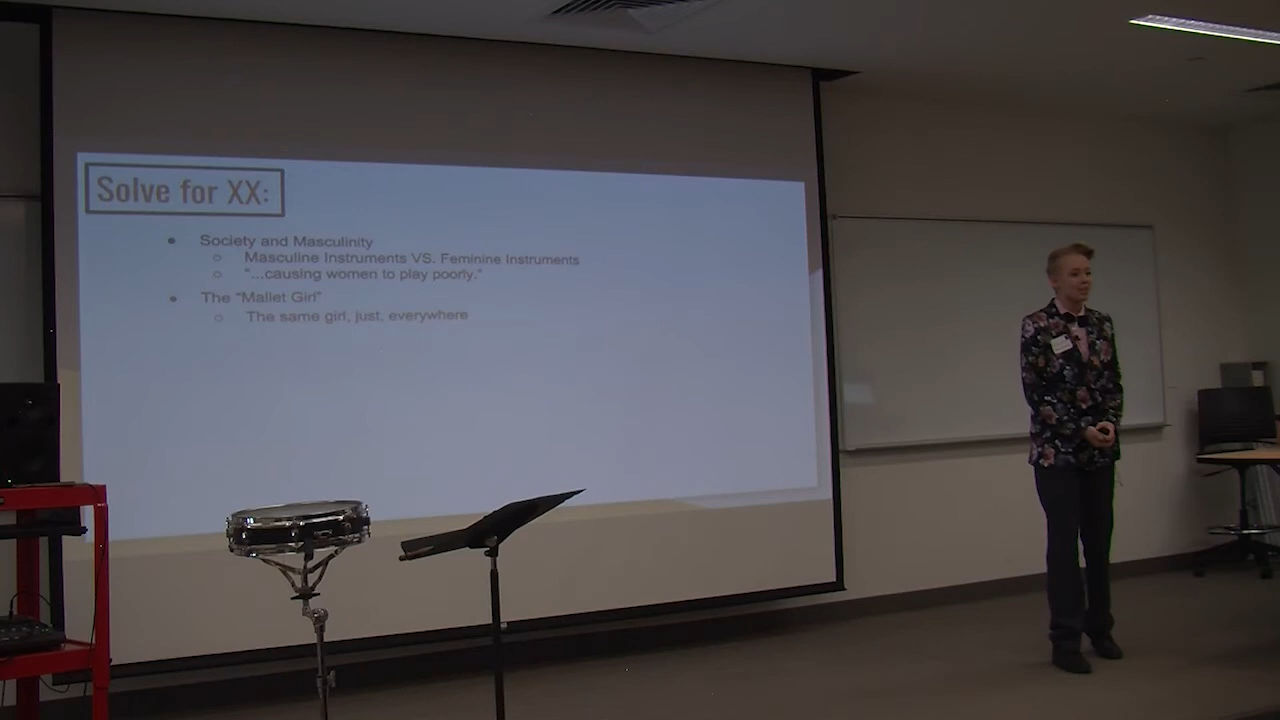 Solve for XX:
Society and Masculinity
Masculine Instruments VS. Feminine Instruments
"...causing women to play poorly."
The "Mallet Girl"
The same girl, just, everywhere